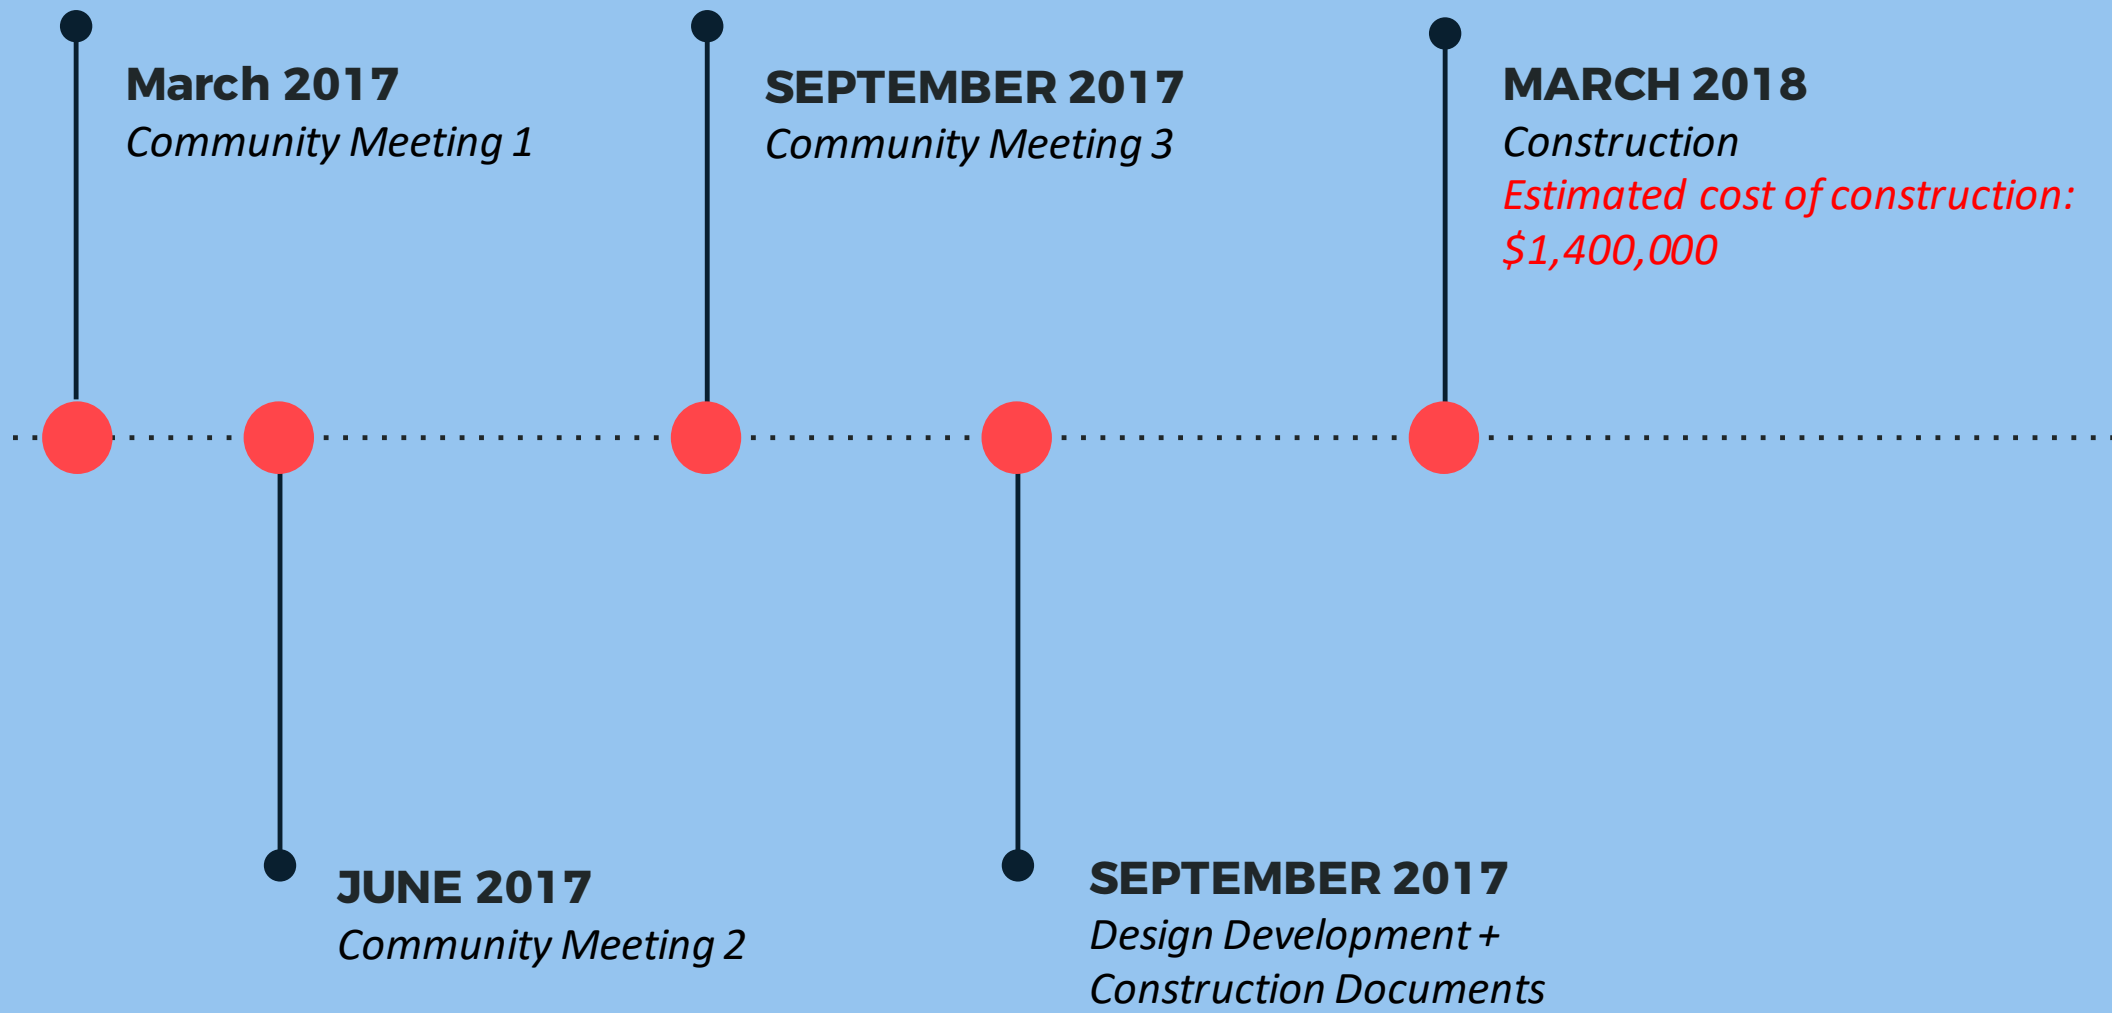 March 2017
Community Meeting 1
JUNE 2017
Community Meeting 2
SEPTEMBER 2017
Community Meeting 3
SEPTEMBER 2017
Design Development +
Construction Documents
MARCH 2018
Construction
Estimated cost of construction:
$1,400,000